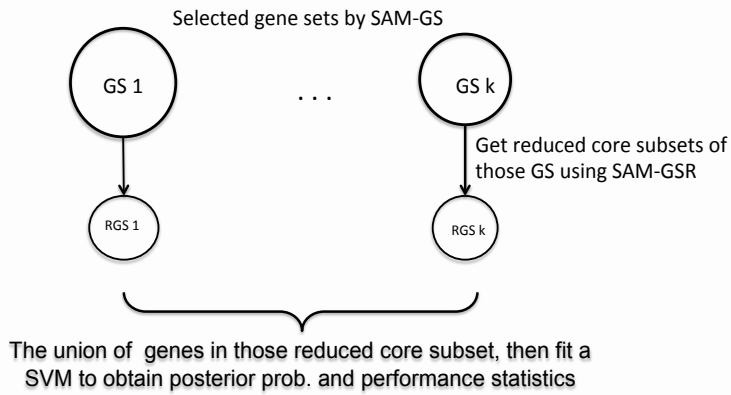 Selected gene sets by SAM-GS
GS 1
. . .
GS k
Get reduced core subsets of
those GS using SAM-GSR
RGS 1
RGS k
The union of genes in those reduced core subset, then fit a
SVM to obtain posterior prob. and performance statistics